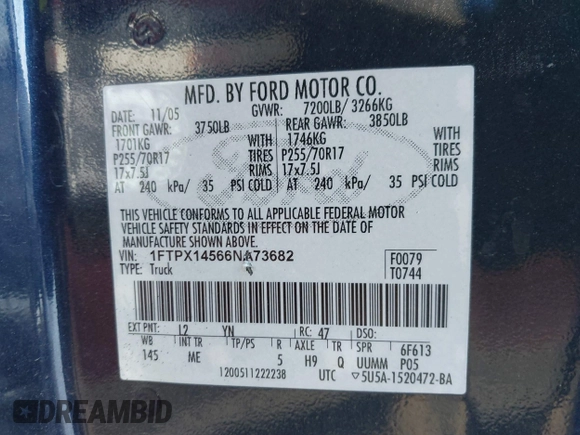 MFD. BY FORD MOTOR CO.
DATE: 11/05 GVWR: 7200LB/ 3266KG
FRONT GAWR: 3750LB REAR GAWR: 3850LB
1701KG 1746KG
P255/70R17 TIRES P255/70R17 TIRES
17x7.5J RIMS 17x7.5J RIMS
AT 240 kPa/ 35 PSI COLD AT 240 kPa/ 35 PSI COLD
THIS VEHICLE CONFORMS TO ALL APPLICABLE FEDERAL MOTOR
VEHICLE SAFETY STANDARDS IN EFFECT ON THE DATE OF
MANUFACTURE SHOWN ABOVE.
VIN: 1FTPX14566NA73682 F0079
TYPE: Truck T0744
EXT PNT: L2 YN RC: 47 DSO:
WB INT TR TP/PS R AXLE TR SPR 6F613
145 ME 5 H9 Q UUMM P05
1200511222238 UTC ▽5U5A-1520472-BA
Ford
DREAMBID